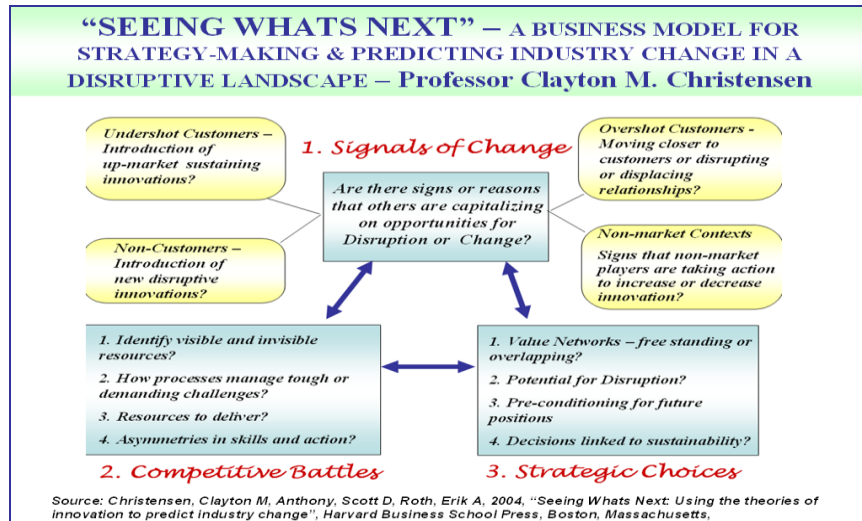 “SEEING WHATS NEXT” – A BUSINESS MODEL FOR
STRATEGY-MAKING & PREDICTING INDUSTRY CHANGE IN A
DISRUPTIVE LANDSCAPE – Professor Clayton M. Christensen
Undershot Customers –
Introduction of
up-market sustaining
innovations?
1. Signals of Change
Overshot Customers -
Moving closer to
customers or disrupting
or displacing
relationships?
Are there signs or reasons
that others are capitalizing
on opportunities for
Disruption or Change?
Non-Customers –
Introduction of
new disruptive
innovations?
Non-market Contexts
Signs that non-market
players are taking action
to increase or decrease
innovation?
1. Identify visible and invisible
resources?
2. How processes manage tough or
demanding challenges?
3. Resources to deliver?
4. Asymmetries in skills and action?
2. Competitive Battles
1. Value Networks – free standing or
overlapping?
2. Potential for Disruption?
3. Pre-conditioning for future
positions
4. Decisions linked to sustainability?
3. Strategic Choices
Source: Christensen, Clayton M, Anthony, Scott D, Roth, Erik A, 2004, “Seeing Whats Next: Using the theories of
innovation to predict industry change”, Harvard Business School Press, Boston, Massachusetts,